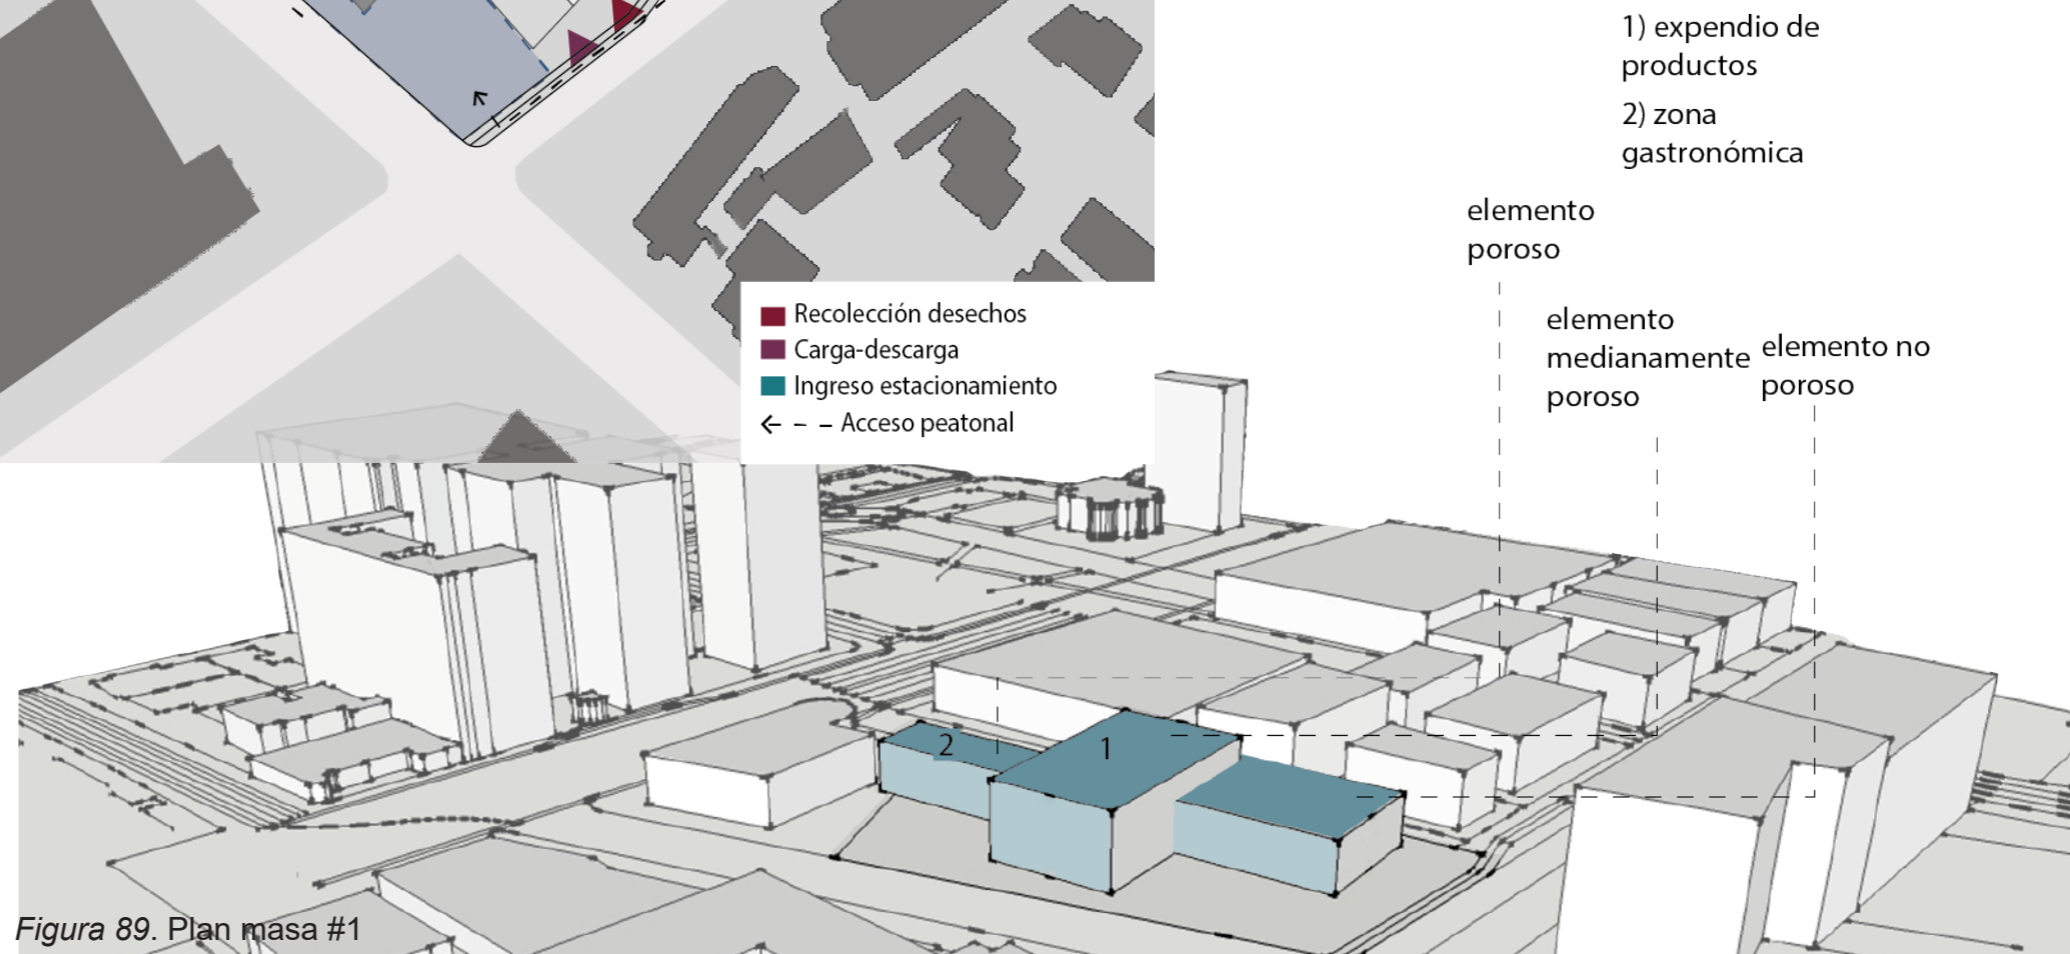 1) expendio de
productos
2) zona
gastronómica
elemento
poroso
elemento
medianamente
poroso
elemento no
poroso
Recolección desechos
Carga-descarga
Ingreso estacionamiento
Acceso peatonal
2
1
Figura 89. Plan masa #1